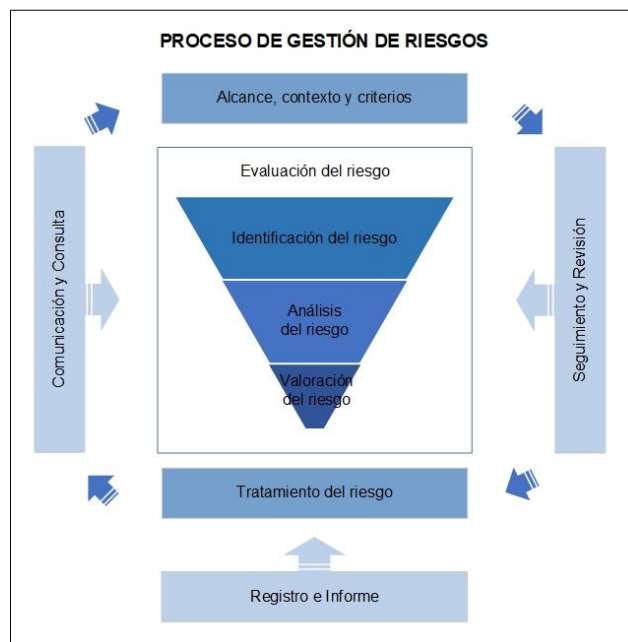 PROCESO DE GESTIÓN DE RIESGOS
Alcance, contexto y criterios
Comunicación y Consulta
Evaluación del riesgo
Identificación del riesgo
Análisis
del riesgo
Valoración
del riesgo
Seguimiento y Revisión
Tratamiento del riesgo
Registro e Informe